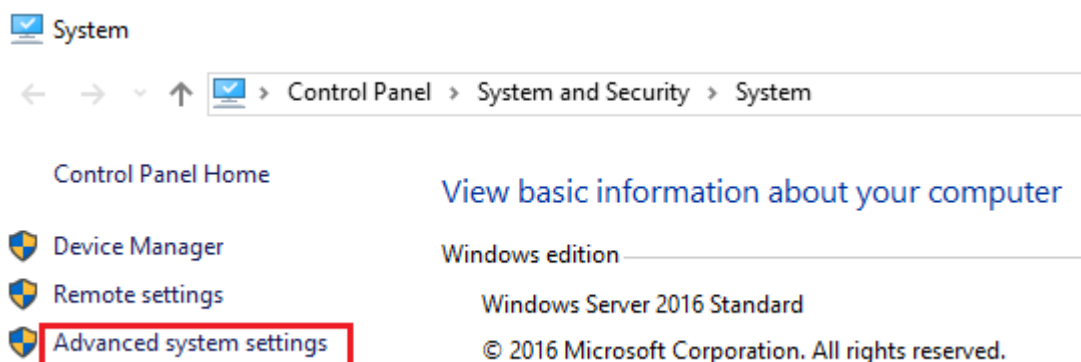 System
Control Panel > System and Security > System
Control Panel Home
View basic information about your computer
Device Manager
Windows edition
Remote settings
Windows Server 2016 Standard
Advanced system settings
© 2016 Microsoft Corporation. All rights reserved.